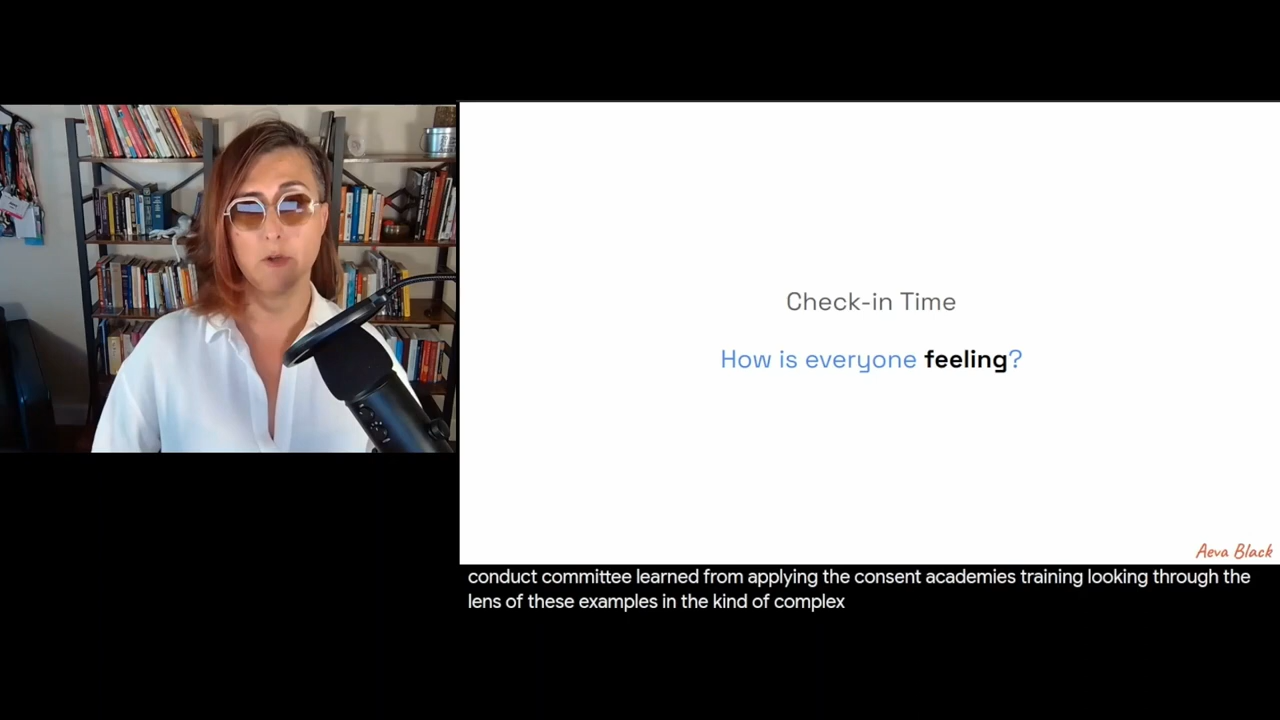 Check-in Time
How is everyone feeling?
Aeva Black
conduct committee learned from applying the consent academies training looking through the
lens of these examples in the kind of complex